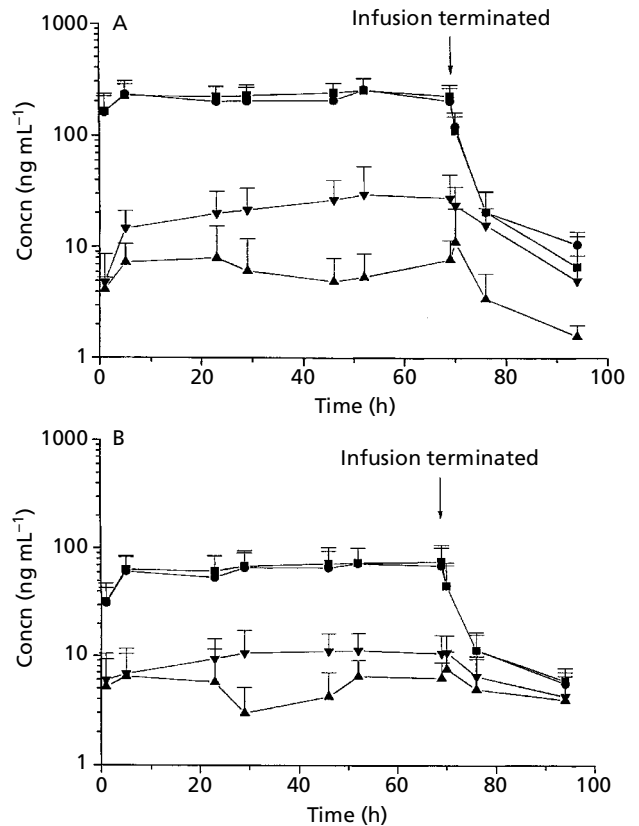 Infusion terminated
A
1000
100
10
1
Concn (ng mL⁻¹)
0 20 40 60 80 100
Time (h)
B
Infusion terminated
1000
100
10
1
Concn (ng mL⁻¹)
0 20 40 60 80 100
Time (h)